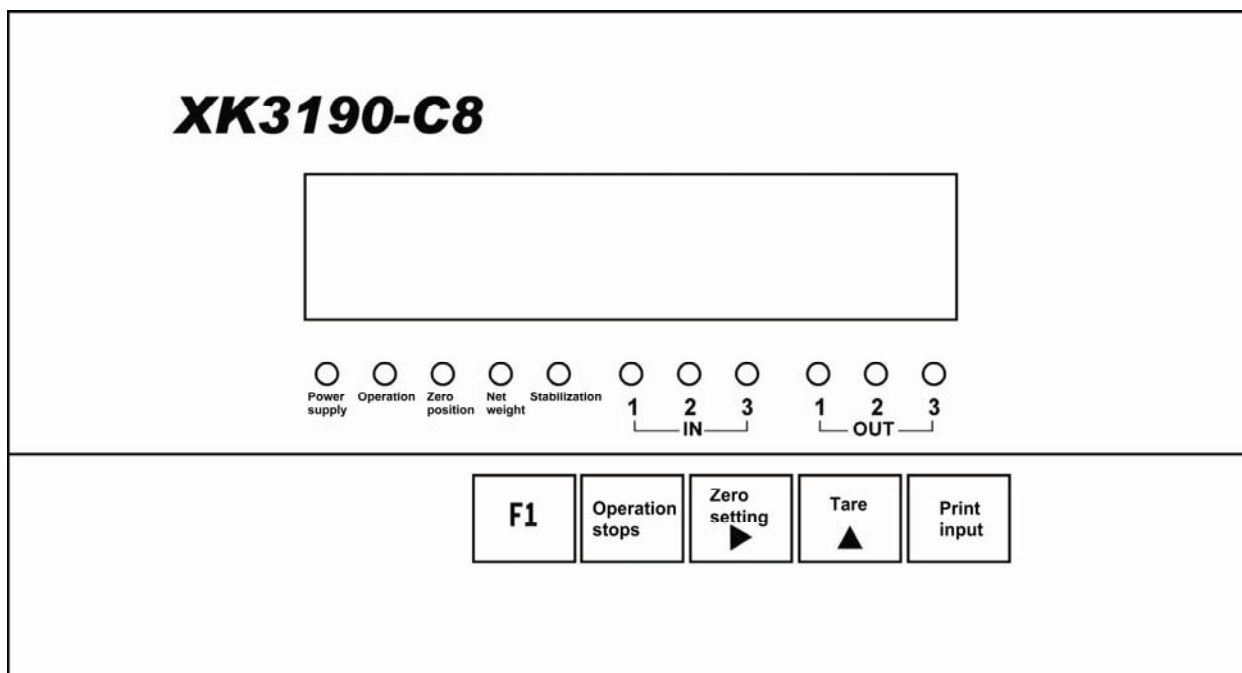 XK3190-C8
Power supply
Operation
Zero position
Net weight
Stabilization
1 2 3
IN
1 2 3
OUT
F1
Operation stops
Zero setting
Tare
Print input